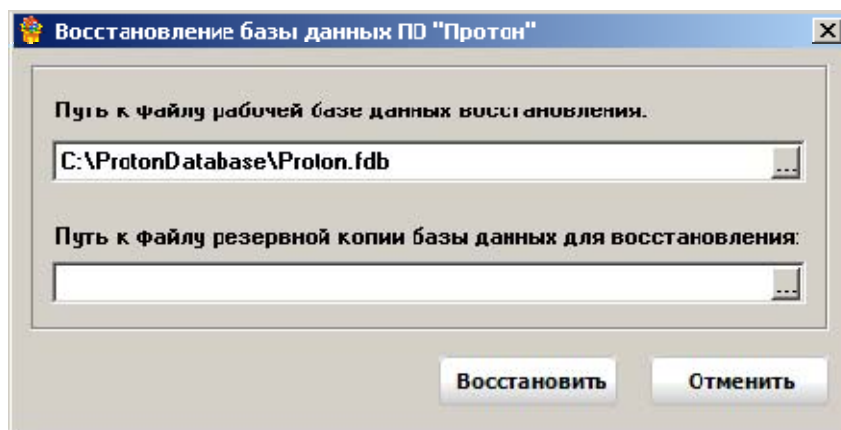 Восстановление базы данных ПО "Протон"
Путь к файлу рабочей базе данных восстановления:
C:\ProtonDatabase\Proton.fdb
...
Путь к файлу резервной копии базы данных для восстановления:
...
Восстановить
Отменить